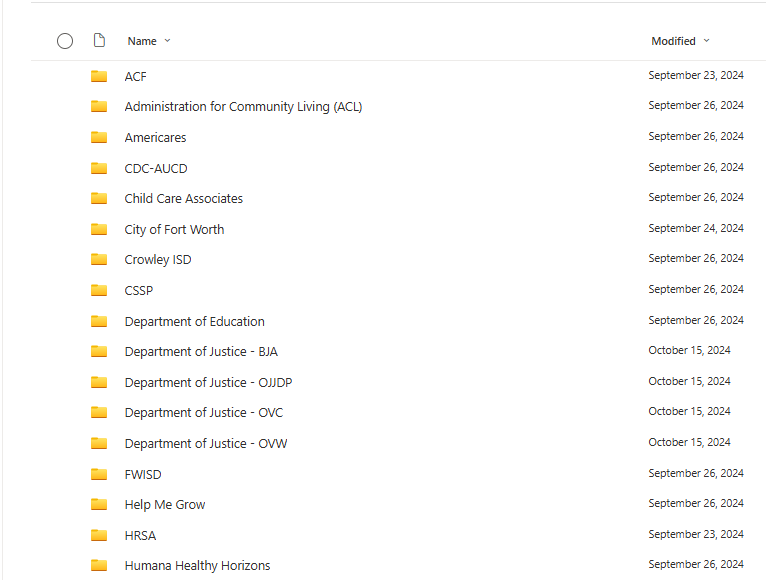 Name Modified
ACF September 23, 2024
Administration for Community Living (ACL) September 26, 2024
Americares September 26, 2024
CDC-AUCD September 26, 2024
Child Care Associates September 26, 2024
City of Fort Worth September 24, 2024
Crowley ISD September 26, 2024
CSSP September 26, 2024
Department of Education September 26, 2024
Department of Justice - BJA October 15, 2024
Department of Justice - OJJDP October 15, 2024
Department of Justice - OVC October 15, 2024
Department of Justice - OVW October 15, 2024
FWISD September 26, 2024
Help Me Grow September 26, 2024
HRSA September 23, 2024
Humana Healthy Horizons September 26, 2024